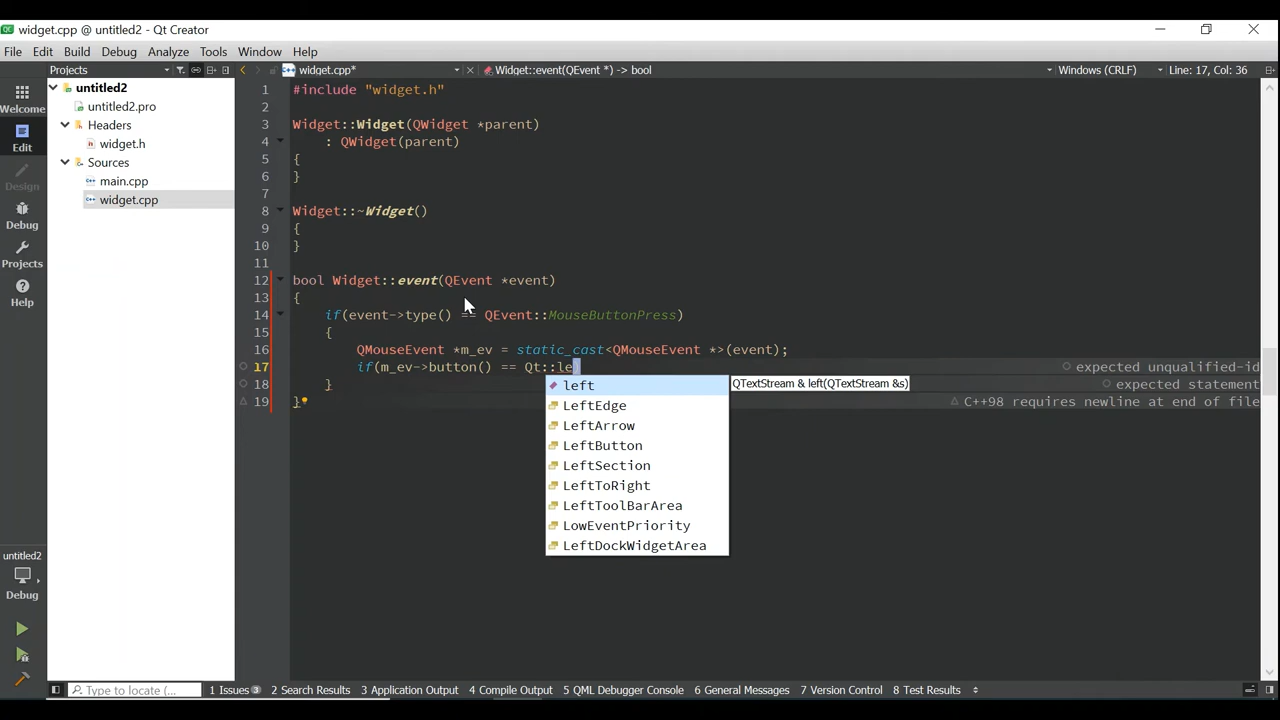 widget.cpp @ untitled2 - Qt Creator
File Edit Build Debug Analyze Tools Window Help
Projects widget.cpp* Widget::event(QEvent *) -> bool Windows (CRLF) Line: 17, Col: 36
Welcome
Edit
Design
Debug
Projects
Help
untitled2
Debug
untitled2
untitled2.pro
Headers
widget.h
Sources
main.cpp
widget.cpp
1 #include "widget.h"
2
3 Widget::Widget(QWidget *parent)
4 : QWidget(parent)
5 {
6 }
7
8 Widget::~Widget()
9 {
10 }
11
12 bool Widget::event(QEvent *event)
13 {
14 if(event->type() == QEvent::MouseButtonPress)
15 {
16 QMouseEvent *m_ev = static_cast<QMouseEvent *>(event);
17 if(m_ev->button() == Qt::le) expected unqualified-id
18 } expected statement
19 } C++98 requires newline at end of file
left QTextStream & left(QTextStream &s)
LeftEdge
LeftArrow
LeftButton
LeftSection
LeftToRight
LeftToolBarArea
LowEventPriority
LeftDockWidgetArea
Type to locate (... 1 Issues 3 2 Search Results 3 Application Output 4 Compile Output 5 QML Debugger Console 6 General Messages 7 Version Control 8 Test Results